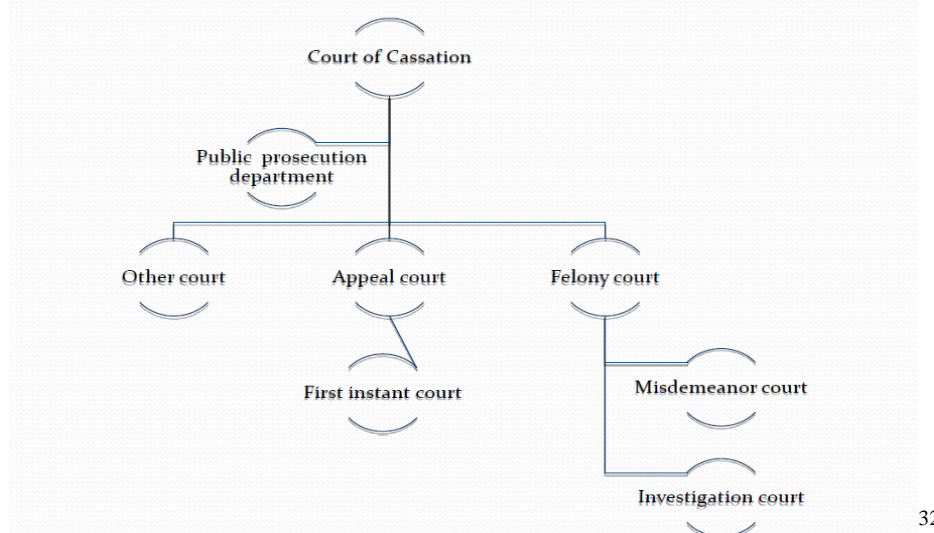 Court of Cassation
Public prosecution
department
Other court
Appeal court
Felony court
First instant court
Misdemeanor court
Investigation court
32